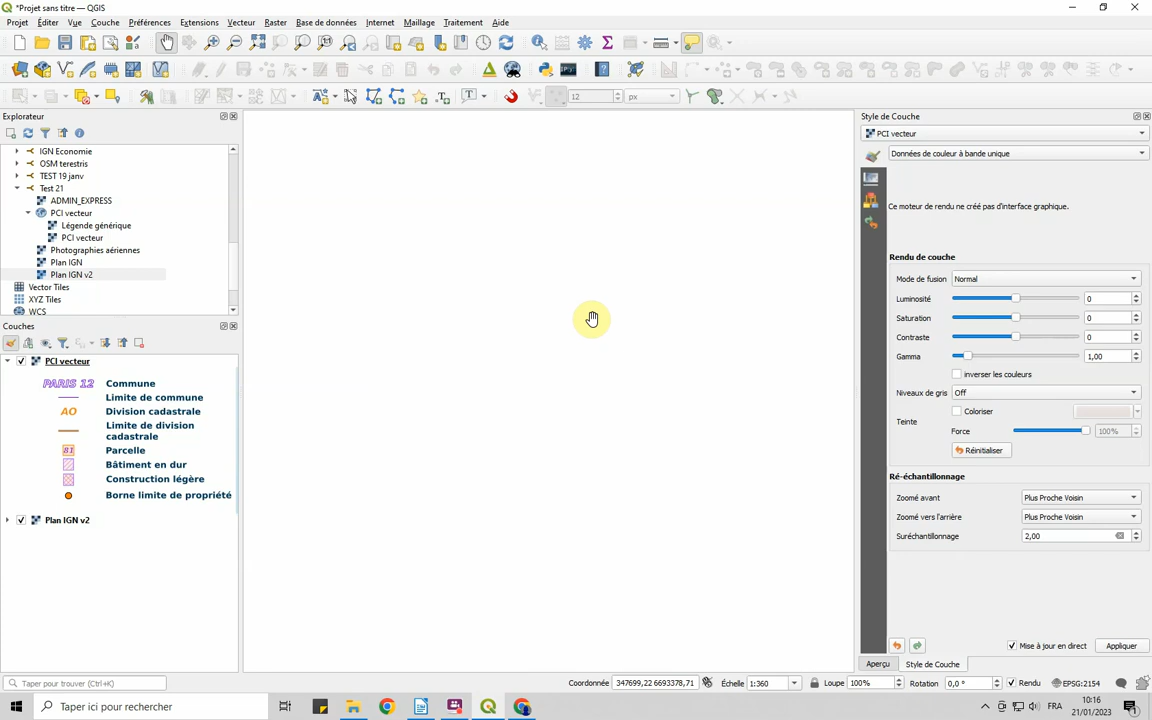 *Projet sans titre — QGIS
Projet Éditer Vue Couche Préférences Extensions Vecteur Raster Base de données Internet Maillage Traitement Aide
12 px
Explorateur
IGN Economie
OSM terestris
TEST 19 janv
Test 21
ADMIN_EXPRESS
PCI vecteur
Légende générique
PCI vecteur
Photographies aériennes
Plan IGN
Plan IGN v2
Vector Tiles
XYZ Tiles
WCS
Couches
PCI vecteur
PARIS 12 Commune
Limite de commune
AO Division cadastrale
Limite de division
cadastrale
81 Parcelle
Bâtiment en dur
Construction légère
Borne limite de propriété
Plan IGN v2
Style de Couche
PCI vecteur
Données de couleur à bande unique
Ce moteur de rendu ne créé pas d'interface graphique.
Rendu de couche
Mode de fusion Normal
Luminosité 0
Saturation 0
Contraste 0
Gamma 1,00
inverser les couleurs
Niveaux de gris Off
Coloriser
Teinte
Force 100%
Réinitialiser
Ré-échantillonnage
Zoomé avant Plus Proche Voisin
Zoomé vers l'arrière Plus Proche Voisin
Suréchantillonnage 2,00
Mise à jour en direct Appliquer
Aperçu Style de Couche
Taper pour trouver (Ctrl+K) Coordonnée 347699,22 6693378,71 Échelle 1:360 Loupe 100% Rotation 0,0 ° Rendu EPSG:2154
Taper ici pour rechercher FRA 10:16
21/01/2023